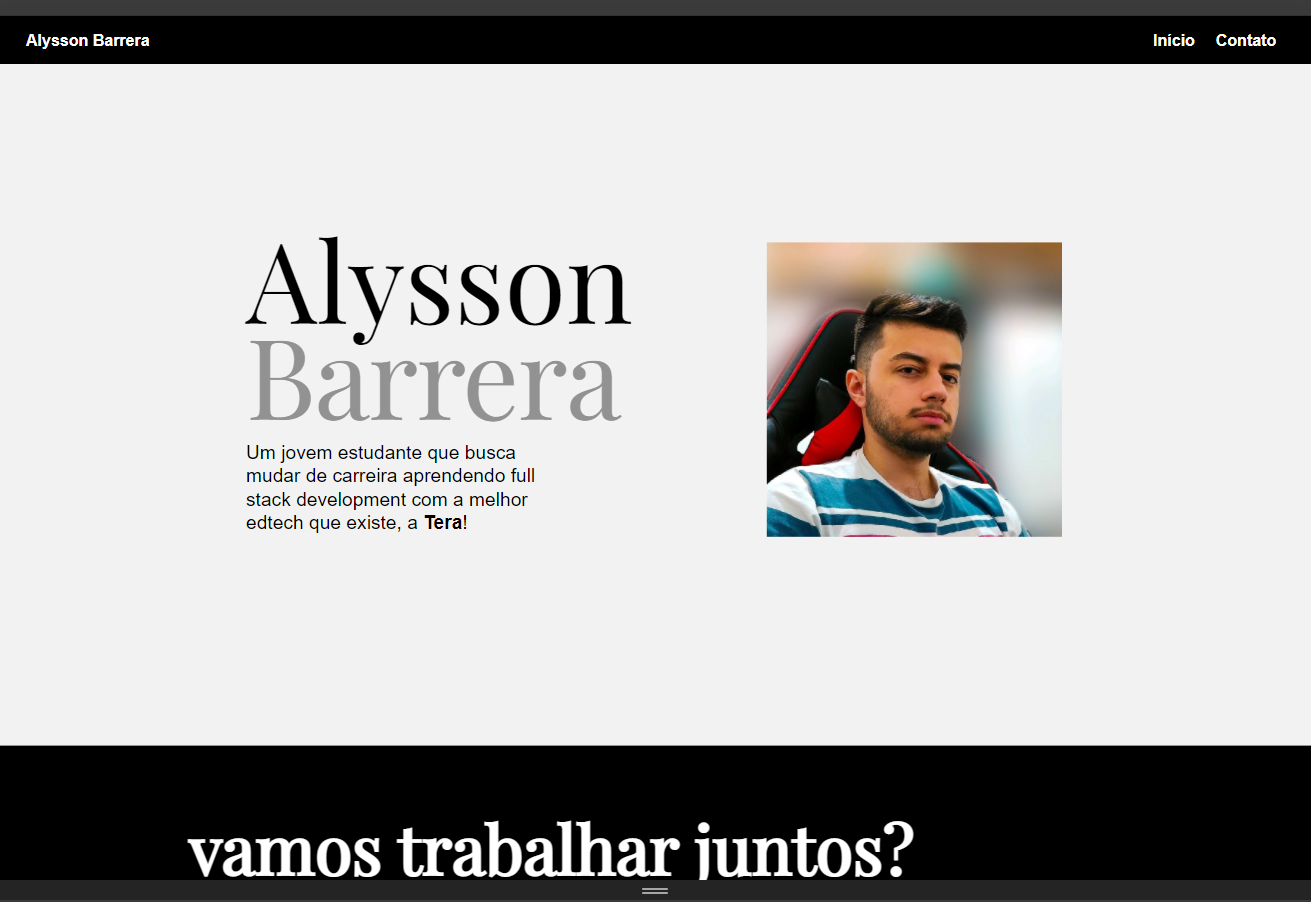 Alysson Barrera
Início Contato
Alysson
Barrera
Um jovem estudante que busca
mudar de carreira aprendendo full
stack development com a melhor
edtech que existe, a Tera!
vamos trabalhar juntos?